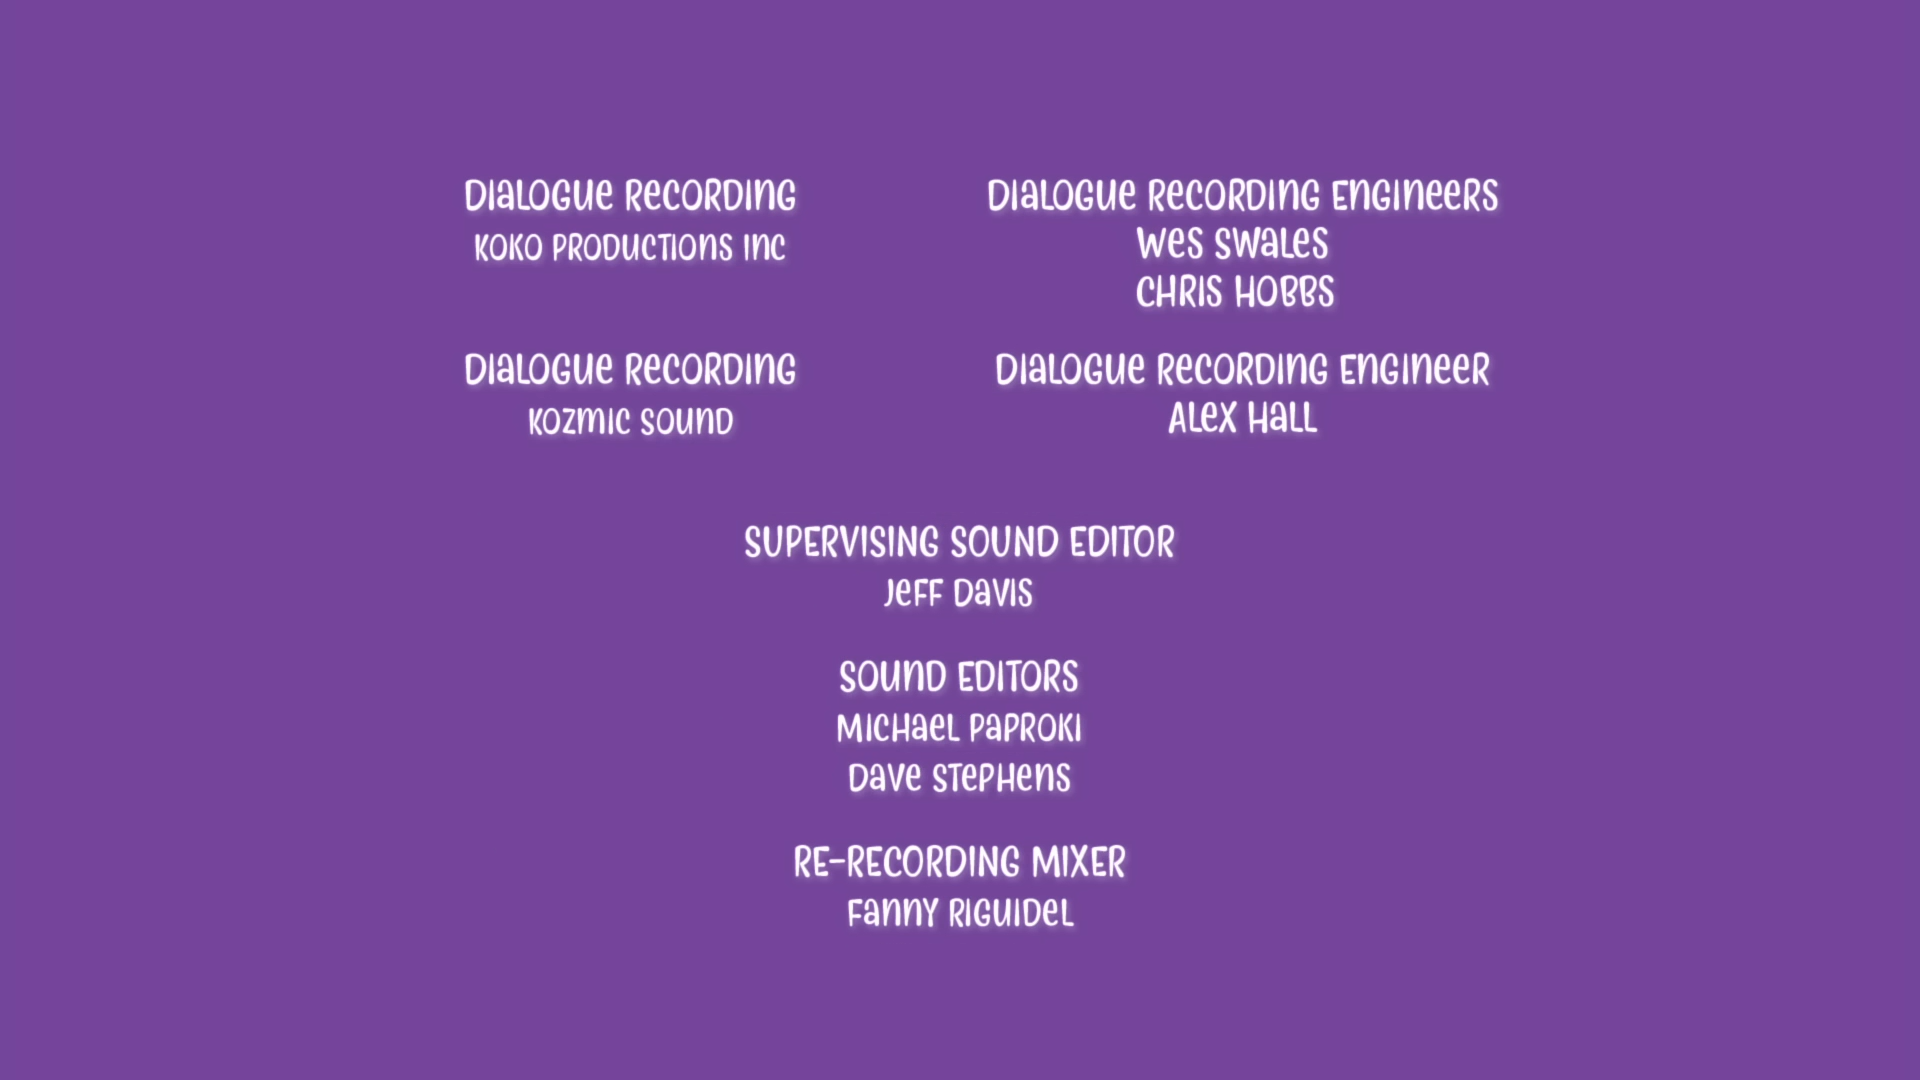 DIALOGUE RECORDING
KOKO PRODUCTIONS INC
DIALOGUE RECORDING ENGINEERS
WES SWALES
CHRIS HOBBS
DIALOGUE RECORDING
KOZMIC SOUND
DIALOGUE RECORDING ENGINEER
ALEX HALL
SUPERVISING SOUND EDITOR
JEFF DAVIS
SOUND EDITORS
MICHAEL PAPROKI
DAVE STEPHENS
RE-RECORDING MIXER
FANNY RIGUIDEL